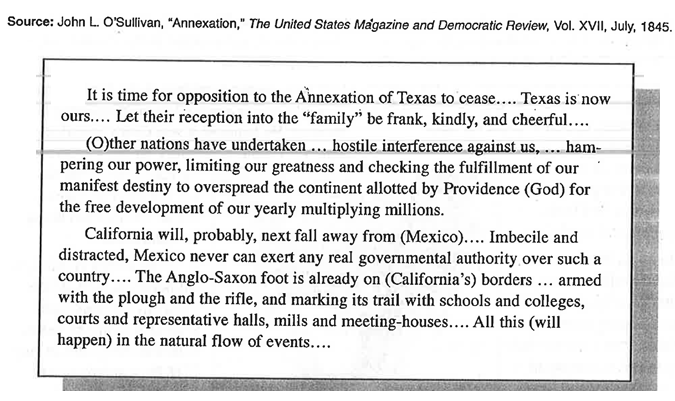 Source: John L. O'Sullivan, "Annexation," The United States Magazine and Democratic Review, Vol. XVII, July, 1845.
It is time for opposition to the Annexation of Texas to cease.... Texas is now
ours.... Let their reception into the "family" be frank, kindly, and cheerful....
(O)ther nations have undertaken ... hostile interference against us, ... ham-
pering our power, limiting our greatness and checking the fulfillment of our
manifest destiny to overspread the continent allotted by Providence (God) for
the free development of our yearly multiplying millions.
California will, probably, next fall away from (Mexico).... Imbecile and
distracted, Mexico never can exert any real governmental authority over such a
country.... The Anglo-Saxon foot is already on (California's) borders ... armed
with the plough and the rifle, and marking its trail with schools and colleges,
courts and representative halls, mills and meeting-houses.... All this (will
happen) in the natural flow of events....